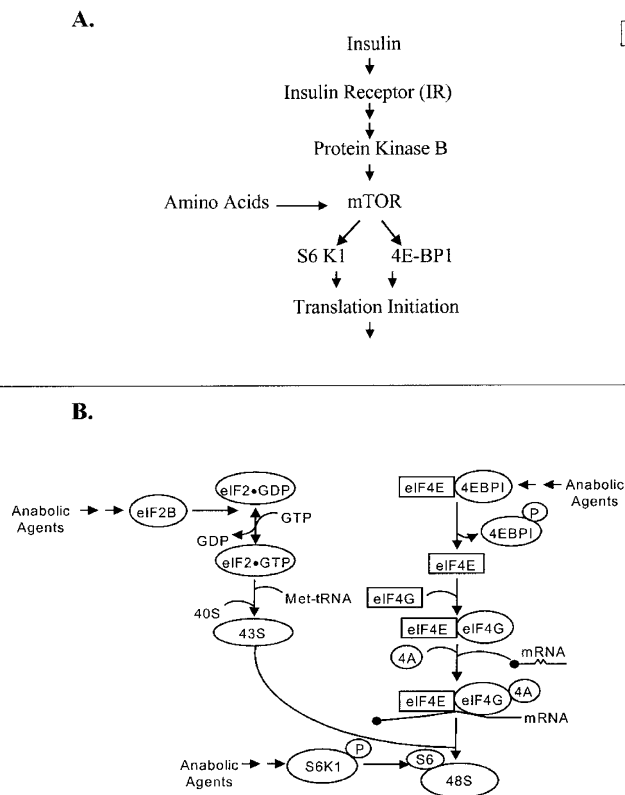 A.
Insulin
Insulin Receptor (IR)
Protein Kinase B
Amino Acids
mTOR
S6 K1
4E-BP1
Translation Initiation
B.
Anabolic
Agents
eIF2B
eIF2•GDP
GTP
GDP
eIF2•GTP
Met-tRNA
40S
43S
eIF4E
4EBPI
Anabolic
Agents
P
4EBPI
eIF4E
eIF4G
eIF4E
eIF4G
4A
mRNA
eIF4E
eIF4G
4A
mRNA
Anabolic
Agents
S6K1
P
S6
48S